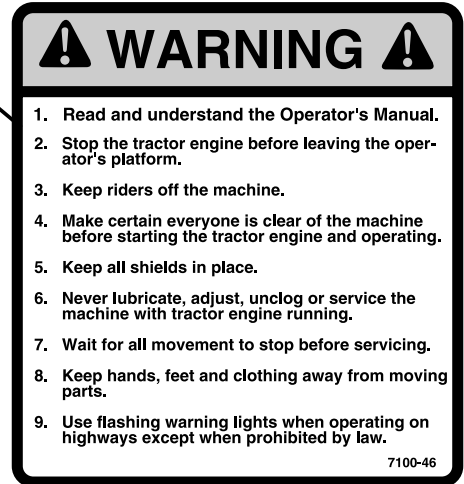 WARNING
1. Read and understand the Operator's Manual.
2. Stop the tractor engine before leaving the oper-
ator's platform.
3. Keep riders off the machine.
4. Make certain everyone is clear of the machine
before starting the tractor engine and operating.
5. Keep all shields in place.
6. Never lubricate, adjust, unclog or service the
machine with tractor engine running.
7. Wait for all movement to stop before servicing.
8. Keep hands, feet and clothing away from moving
parts.
9. Use flashing warning lights when operating on
highways except when prohibited by law.
7100-46